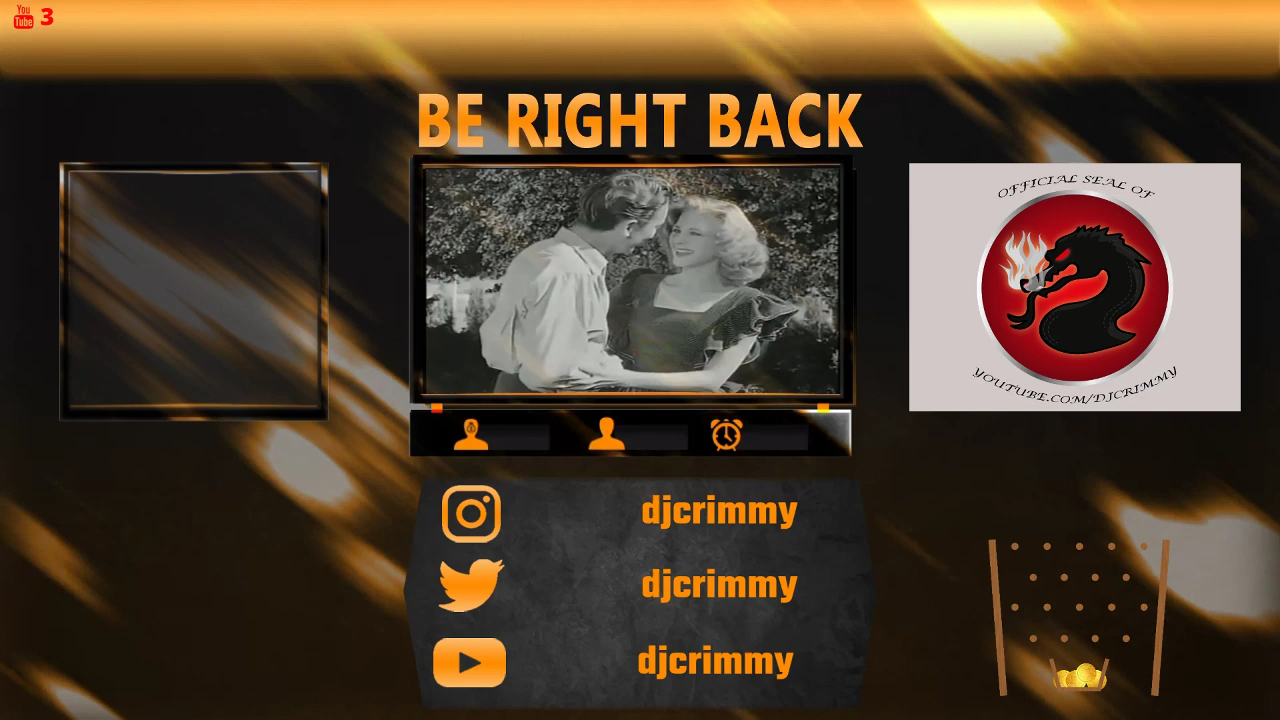 You
Tube 3
BE RIGHT BACK
OFFICIAL SEAL OF
YOUTUBE.COM/DJCRIMMY
djcrimmy
djcrimmy
djcrimmy